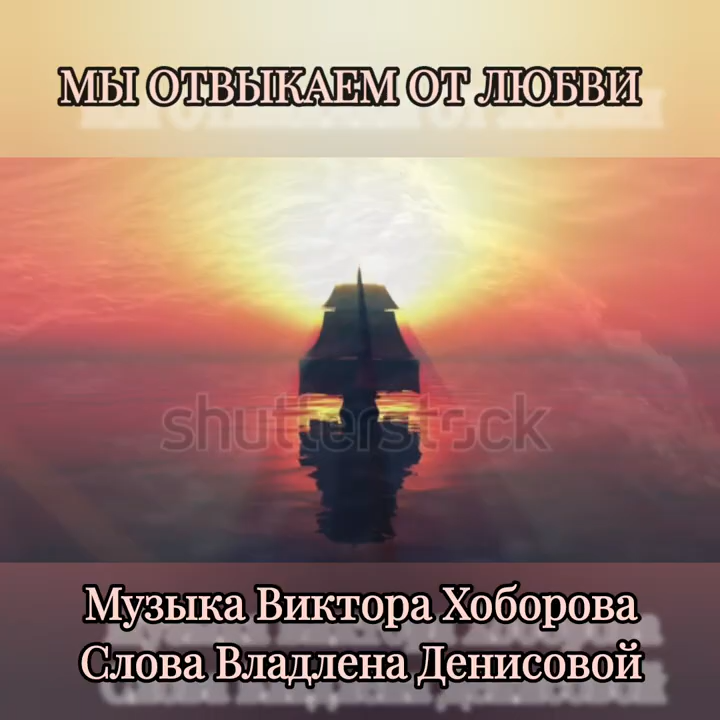 МЫ ОТВЫКАЕМ ОТ ЛЮБВИ
shutterstock
Музыка Виктора Хоборова
Слова Владлена Денисовой